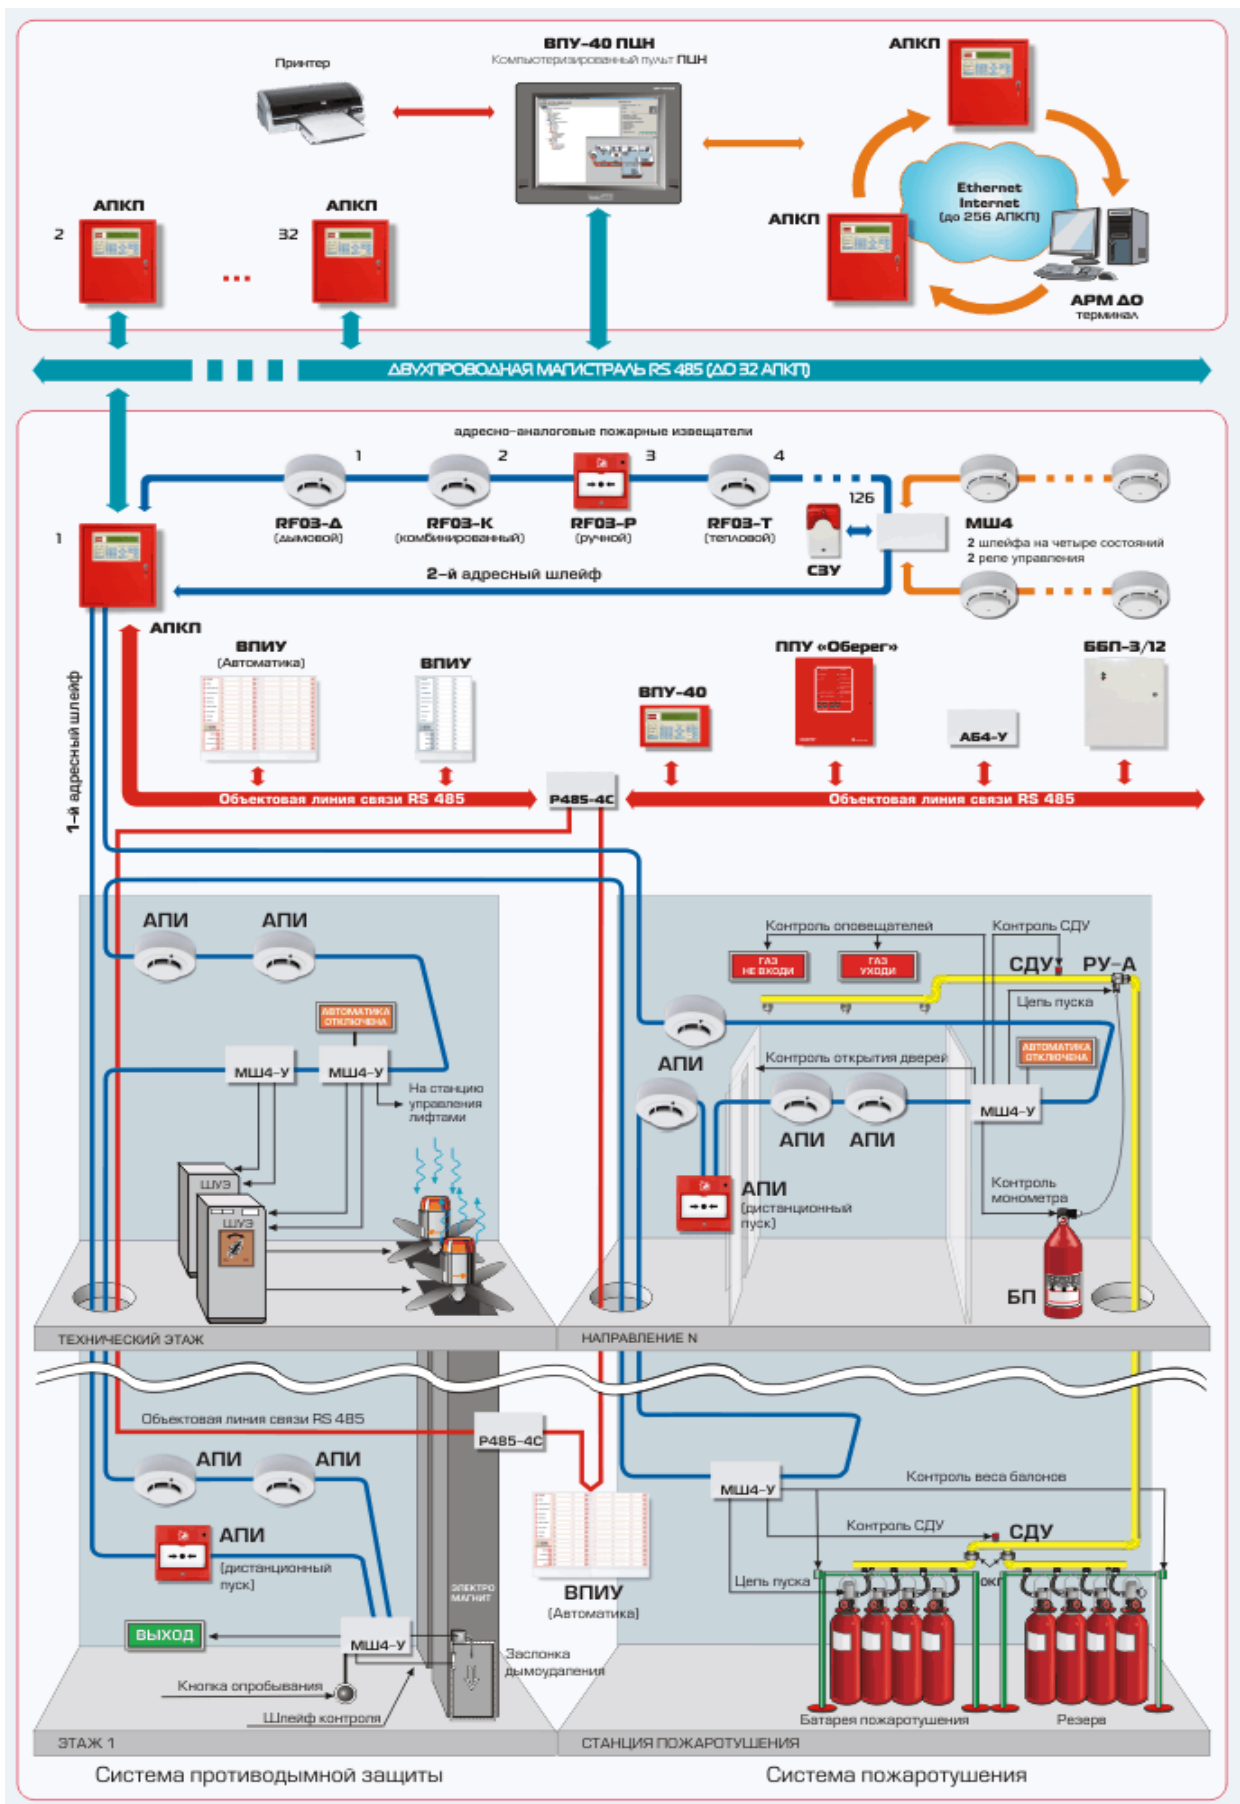 ВПУ-40 ПЦН
Компьютеризированный пульт ПЦН
Принтер
АПКП
АПКП
АПКП
2
32
Ethernet
Internet
(до 256 АПКП)
АПКП
АРМ ДО
терминал
ДВУХПРОВОДНАЯ МАГИСТРАЛЬ RS 485 (ДО 32 АПКП)
адресно-аналоговые пожарные извещатели
1
2
3
4
126
RF03-Д
(дымовой)
RF03-К
(комбинированный)
RF03-Р
(ручной)
RF03-Т
(тепловой)
СЗУ
МШ4
2 шлейфа на четыре состояний
2 реле управления
1
2-й адресный шлейф
АПКП
1-й адресный шлейф
ВПИУ
(Автоматика)
ВПИУ
ВПУ-40
ППУ «Оберег»
АБ4-У
ББП-3/12
Объектовая линия связи RS 485
Р485-4С
Объектовая линия связи RS 485
АПИ
АПИ
АВТОМАТИКА
ОТКЛЮЧЕНА
МШ4-У
МШ4-У
На станцию
управления
лифтами
ШУЭ
ШУЭ
ТЕХНИЧЕСКИЙ ЭТАЖ
Контроль оповещателей
Контроль СДУ
ГАЗ
НЕ ВХОДИ
ГАЗ
УХОДИ
СДУ
РУ-А
Цепь пуска
АПИ
АПИ
Контроль открытия дверей
АВТОМАТИКА
ОТКЛЮЧЕНА
МШ4-У
АПИ
АПИ
АПИ
(дистанционный
пуск)
Контроль
монометра
БП
НАПРАВЛЕНИЕ N
Объектовая линия связи RS 485
Р485-4С
АПИ
АПИ
АПИ
(дистанционный
пуск)
ЭЛЕКТРО
МАГНИТ
ВЫХОД
МШ4-У
Заслонка
дымоудаления
Кнопка опробывания
Шлейф контроля
ЭТАЖ 1
ВПИУ
(Автоматика)
МШ4-У
Контроль веса балонов
Контроль СДУ
СДУ
Цепь пуска
ОКГ
Батарея пожаротушения
Резерв
СТАНЦИЯ ПОЖАРОТУШЕНИЯ
Система противодымной защиты
Система пожаротушения